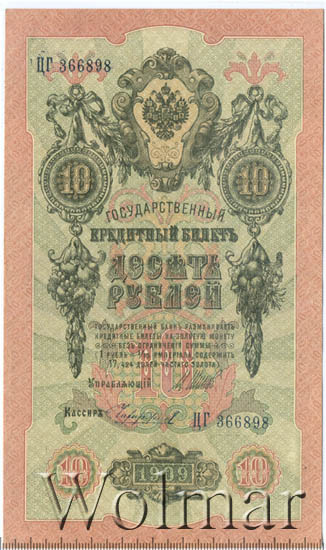 ЦГ 366898
10 10
ГОСУДАРСТВЕННЫЙ
КРЕДИТНЫЙ БИЛЕТЪ
ДЕСЯТЬ
РУБЛЕЙ
ГОСУДАРСТВЕННЫЙ БАНКЪ РАЗМѢНИВАЕТЪ
КРЕДИТНЫЕ БИЛЕТЫ НА ЗОЛОТУЮ МОНЕТУ
БЕЗЪ ОГРАНИЧЕНІЯ СУММЫ
(1 РУБЛЬ = 1/15 ИМПЕРІАЛА, СОДЕРЖИТЪ
17,424 ДОЛЕЙ ЧИСТАГО ЗОЛОТА)
10
Управляющій
Кассиръ
ЦГ 366898
10 1909 10
Wolmar